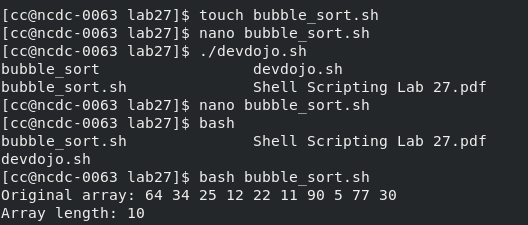 [cc@ncdc-0063 lab27]$ touch bubble_sort.sh
[cc@ncdc-0063 lab27]$ nano bubble_sort.sh
[cc@ncdc-0063 lab27]$ ./devdojo.sh
bubble_sort                 devdojo.sh
bubble_sort.sh              Shell Scripting Lab 27.pdf
[cc@ncdc-0063 lab27]$ nano bubble_sort.sh
[cc@ncdc-0063 lab27]$ bash
bubble_sort.sh              Shell Scripting Lab 27.pdf
devdojo.sh
[cc@ncdc-0063 lab27]$ bash bubble_sort.sh
Original array: 64 34 25 12 22 11 90 5 77 30
Array length: 10